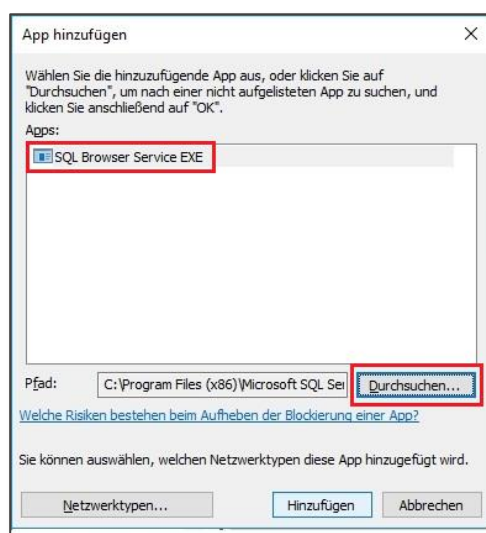 App hinzufügen
Wählen Sie die hinzuzufügende App aus, oder klicken Sie auf
"Durchsuchen", um nach einer nicht aufgelisteten App zu suchen, und
klicken Sie anschließend auf "OK".
Apps:
SQL Browser Service EXE
Pfad: C:\Program Files (x86)\Microsoft SQL Ser Durchsuchen...
Welche Risiken bestehen beim Aufheben der Blockierung einer App?
Sie können auswählen, welchen Netzwerktypen diese App hinzugefügt wird.
Netzwerktypen... Hinzufügen Abbrechen